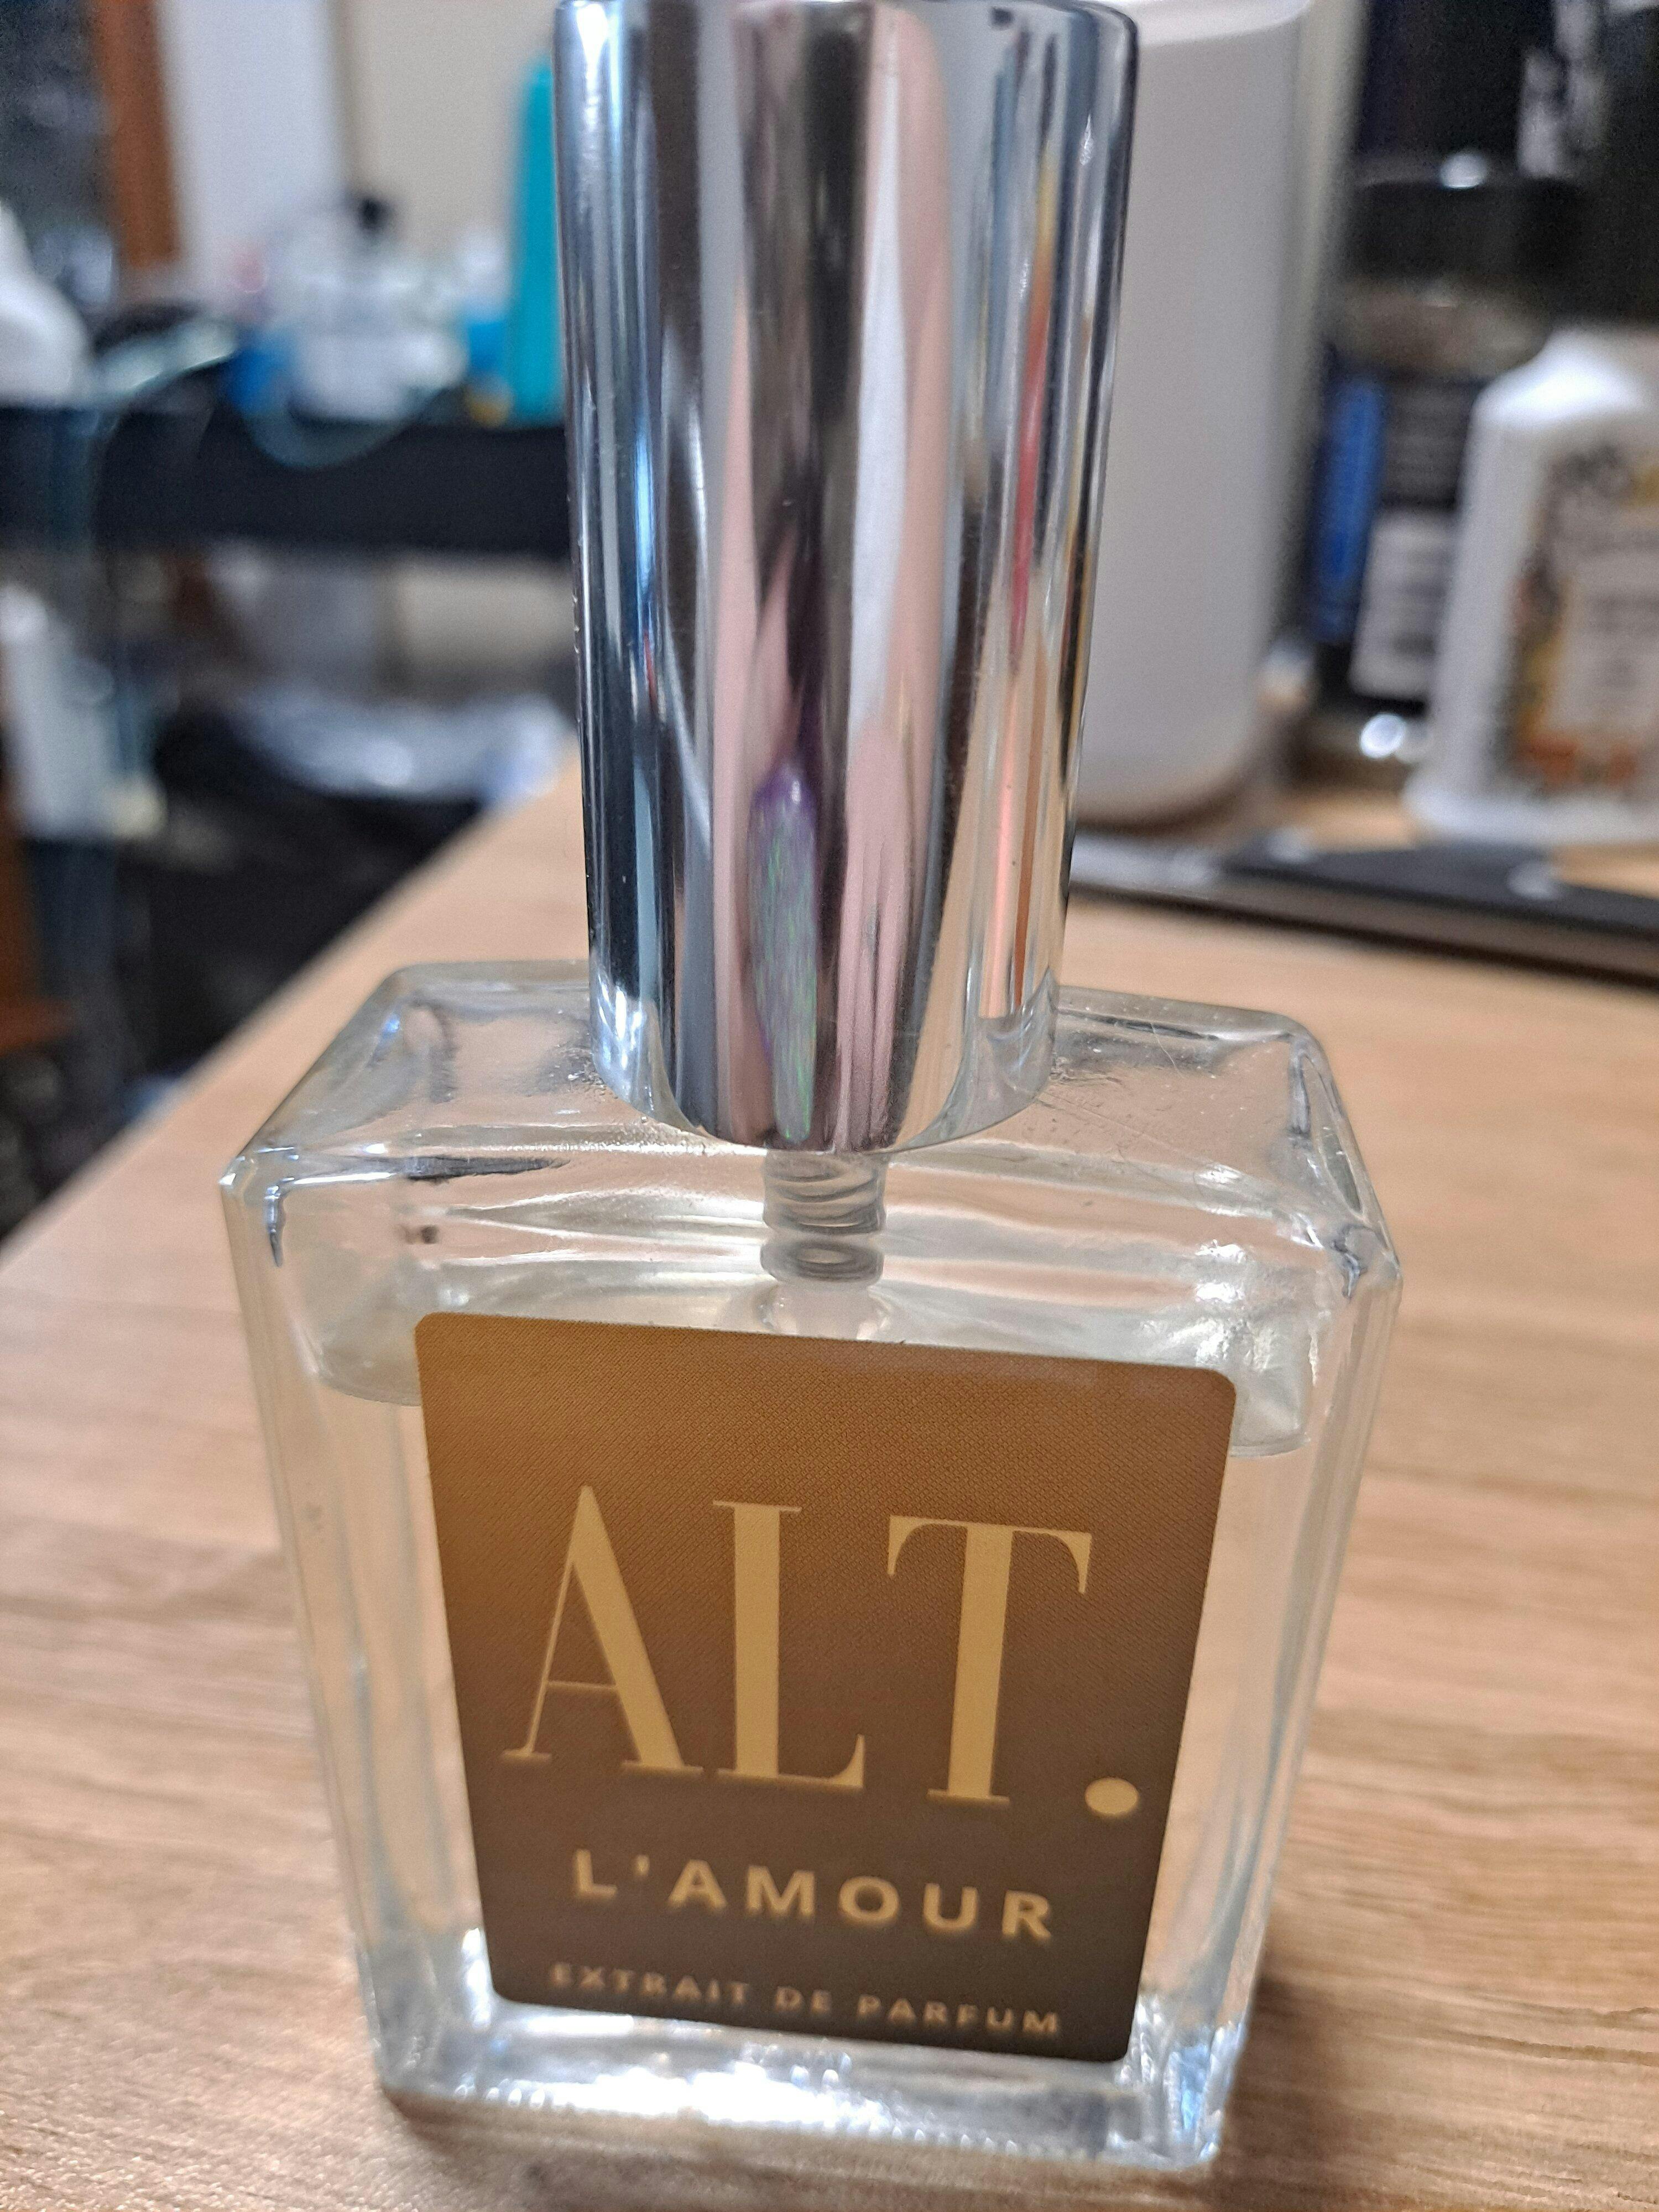 ALT.
L'AMOUR
EXTRAIT DE PARFUM